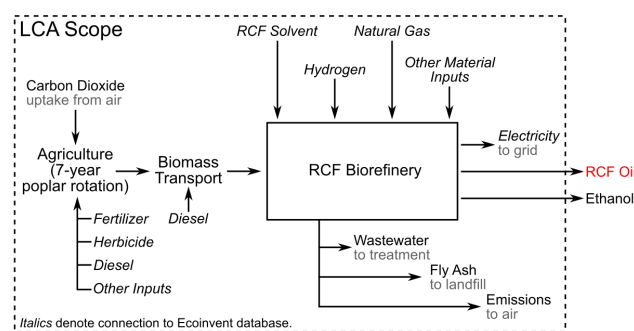 LCA Scope
RCF Solvent
Natural Gas
Hydrogen
Other Material
Inputs
Carbon Dioxide
uptake from air
Agriculture
(7-year
poplar rotation)
Biomass
Transport
RCF Biorefinery
Electricity
to grid
RCF Oi
Ethanol
Fertilizer
Herbicide
Diesel
Other Inputs
Diesel
Wastewater
to treatment
Fly Ash
to landfill
Emissions
to air
Italics denote connection to Ecoinvent database.